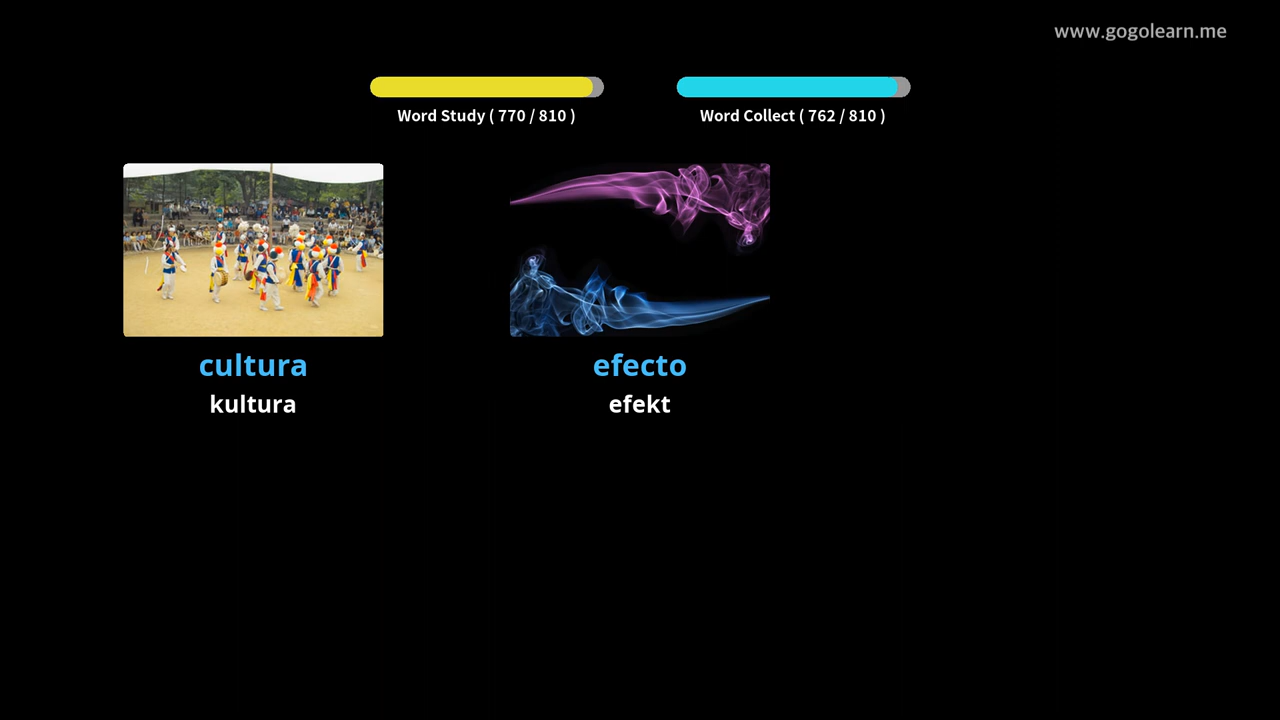 www.gogolearn.me
Word Study ( 770 / 810 )
Word Collect ( 762 / 810 )
cultura
kultura
efecto
efekt